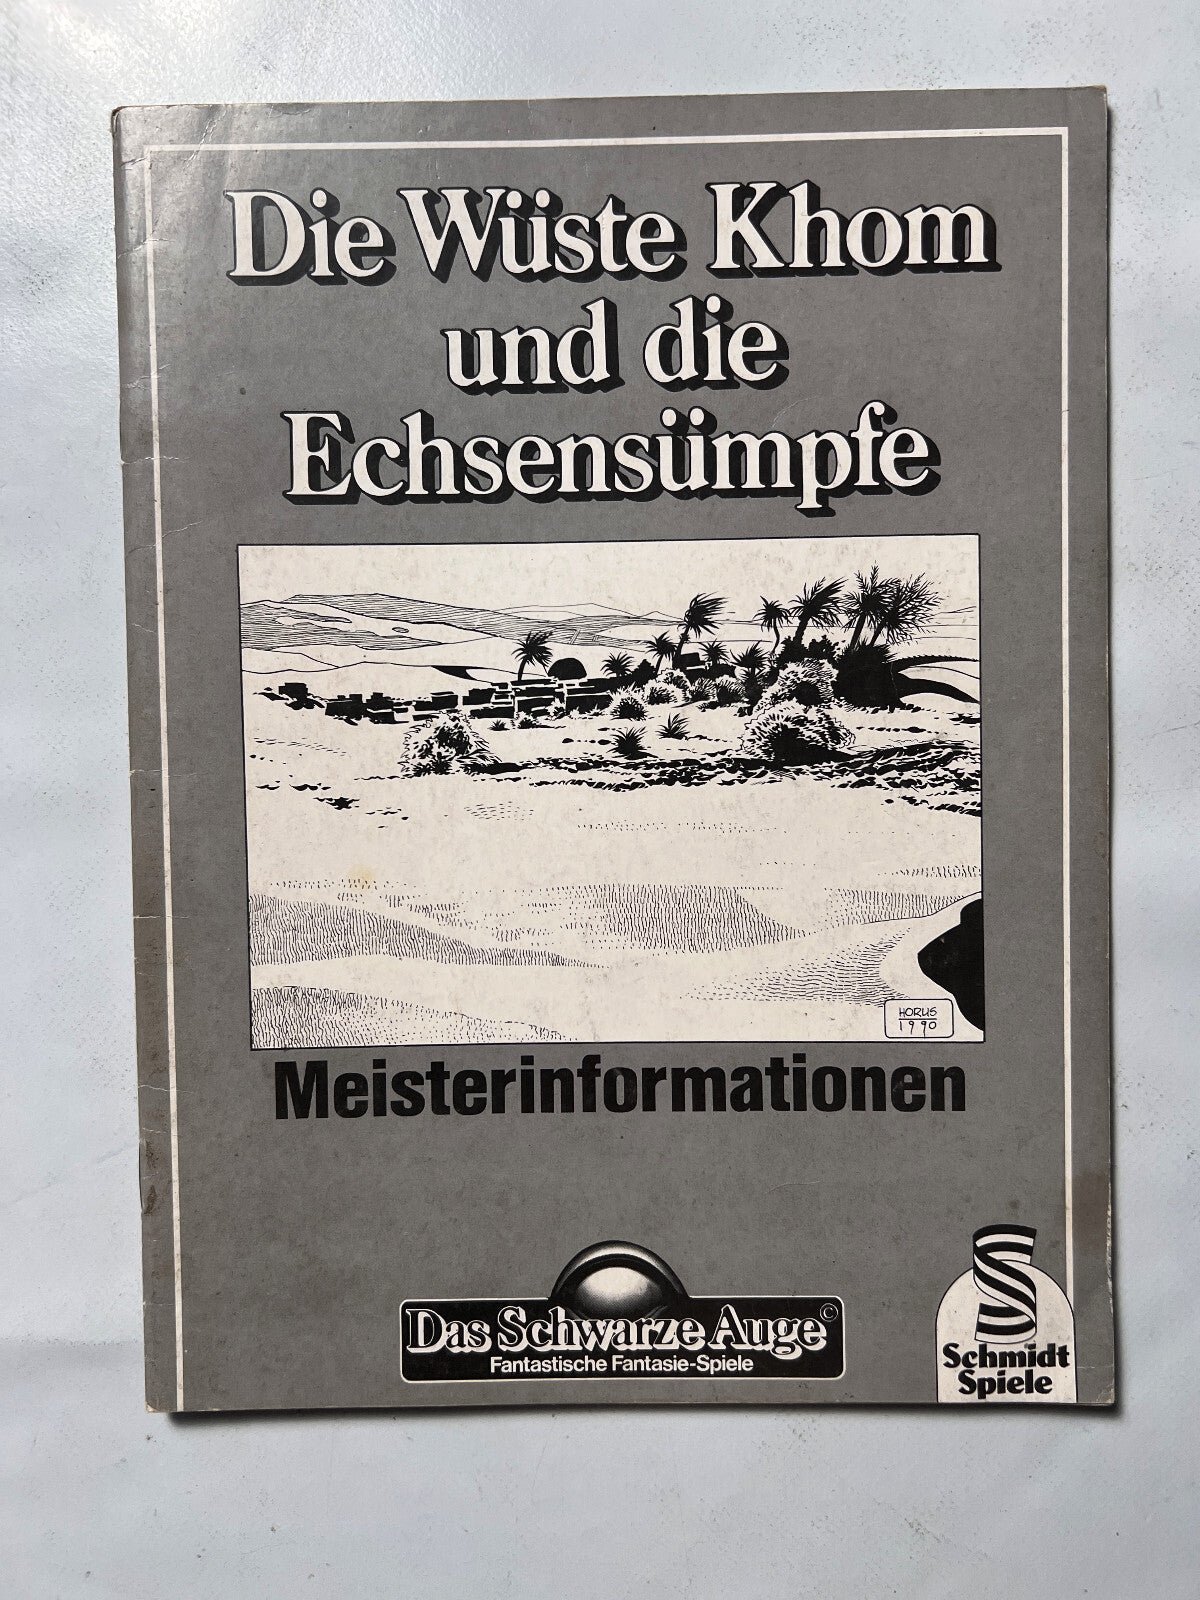 Die Wüste Khom
und die
Echsensümpfe
HORUS
1990
Meisterinformationen
Das Schwarze Auge©
Fantastische Fantasie-Spiele
S
Schmidt
Spiele